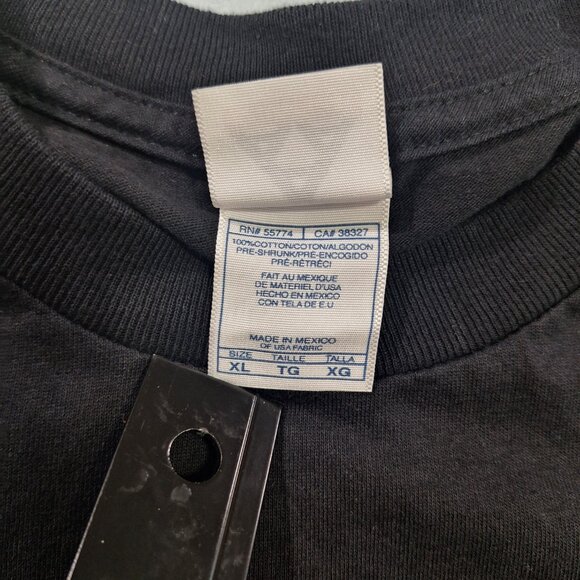 RN# 55774 CA# 38327
100%COTTON/COTON/ALGODON
PRE-SHRUNK/PRE-ENCOGIDO
PRÉ-RÉTRÉCI
FAIT AU MEXIQUE
DE MATERIEL D'USA
HECHO EN MEXICO
CON TELA DE E.U
MADE IN MEXICO
OF USA FABRIC
SIZE TAILLE TALLA
XL TG XG